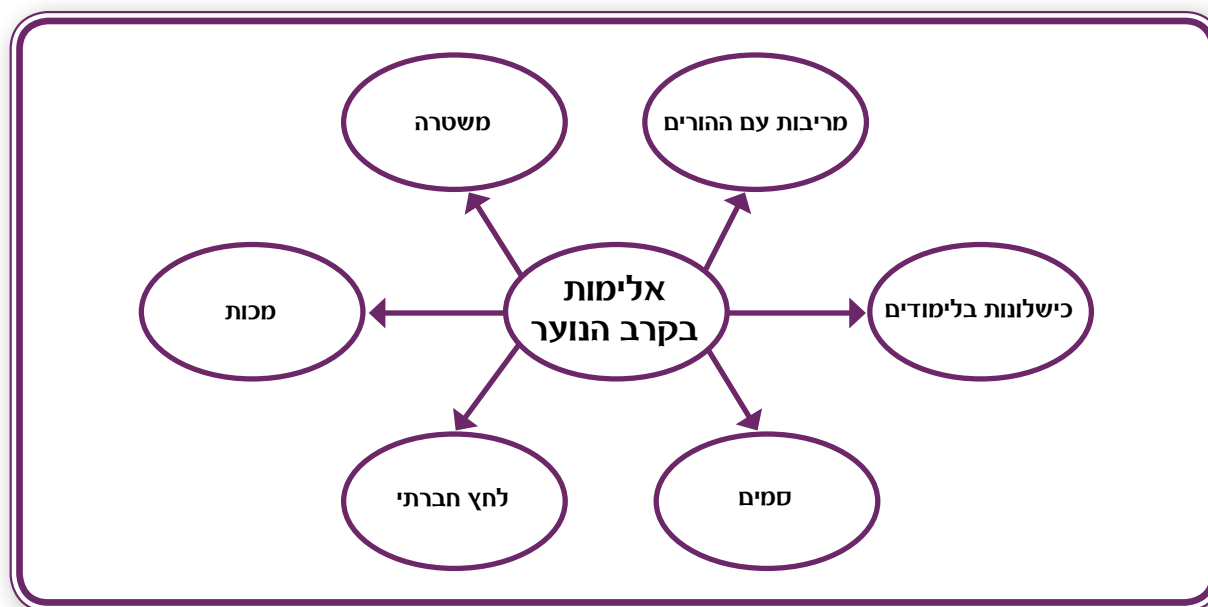 מריבות עם ההורים
משטרה
אלימות
בקרב הנוער
כישלונות בלימודים
מכות
סמים
לחץ חברתי